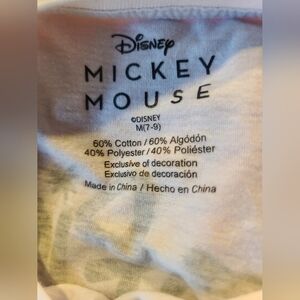 Disney
MICKEY
MOUSE
©DISNEY
M(7-9)
60% Cotton / 60% Algodón
40% Polyester / 40% Poliéster
Exclusive of decoration
Exclusivo de decoración
Made in China / Hecho en China